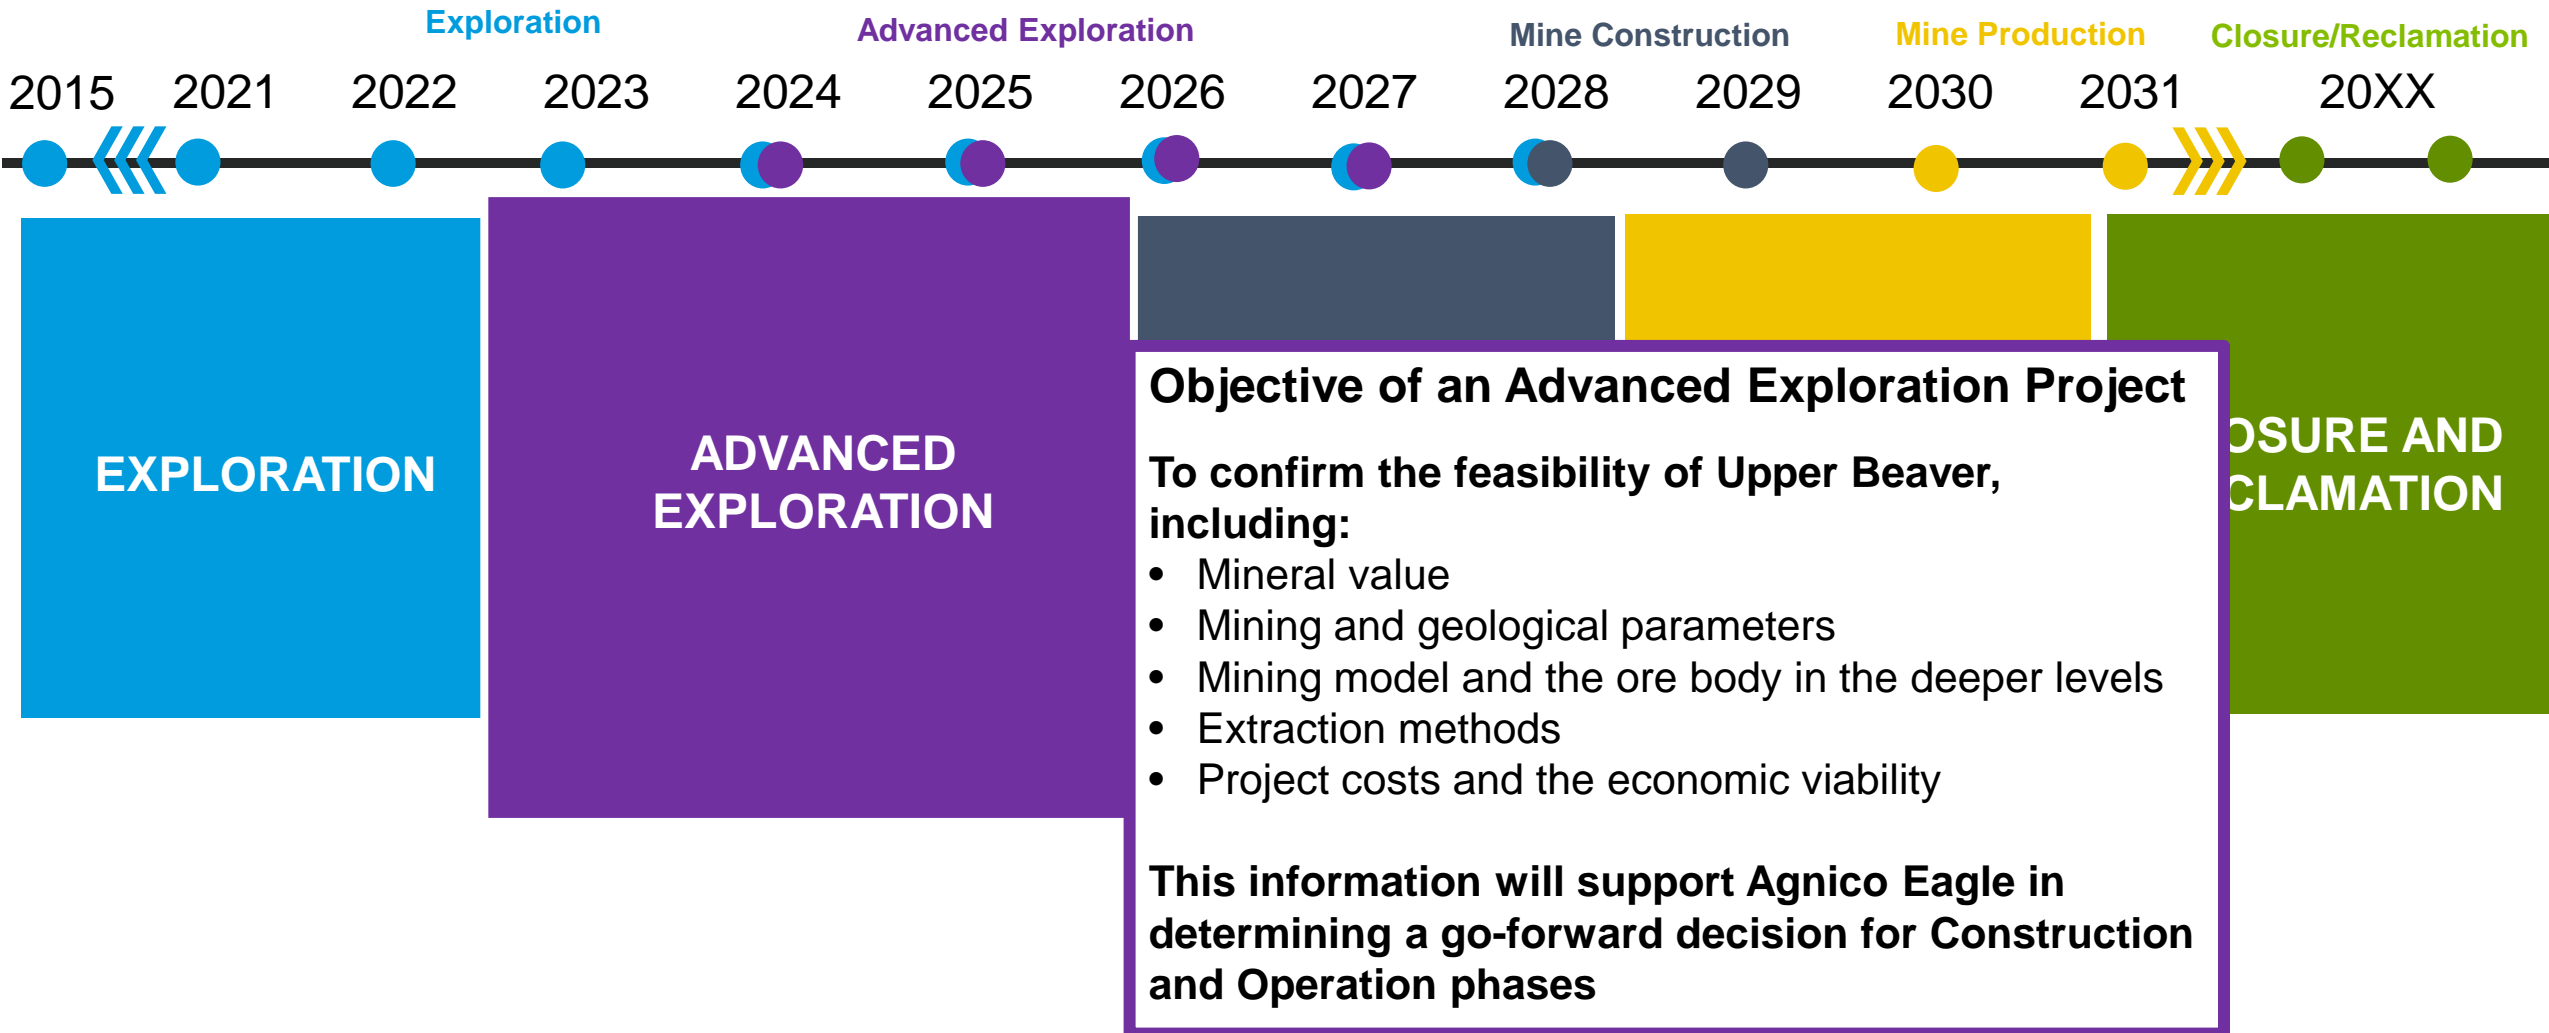 Exploration
Advanced Exploration
Mine Construction
Mine Production
Closure/Reclamation
2015
2021
2022
2023
2024
2025
2026
2027
2028
2029
2030
2031
20XX
EXPLORATION
ADVANCED
EXPLORATION
Objective of an Advanced Exploration Project
To confirm the feasibility of Upper Beaver,
including:
• Mineral value
• Mining and geological parameters
• Mining model and the ore body in the deeper levels
• Extraction methods
• Project costs and the economic viability
This information will support Agnico Eagle in
determining a go-forward decision for Construction
and Operation phases
OSURE AND
CLAMATION